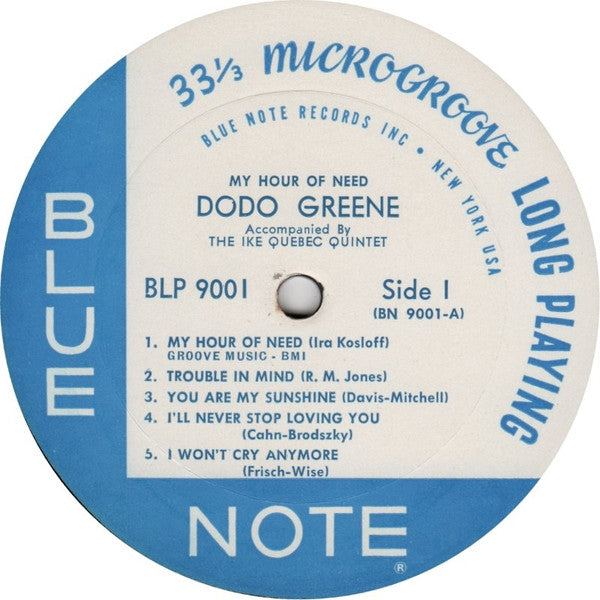 33⅓ MICROGROOVE LONG PLAYING
BLUE NOTE RECORDS INC • NEW YORK USA
MY HOUR OF NEED
DODO GREENE
Accompanied By
THE IKE QUEBEC QUINTET
BLP 9001 Side 1
(BN 9001-A)
1. MY HOUR OF NEED (Ira Kosloff)
GROOVE MUSIC - BMI
2. TROUBLE IN MIND (R. M. Jones)
3. YOU ARE MY SUNSHINE (Davis-Mitchell)
4. I'LL NEVER STOP LOVING YOU
(Cahn-Brodszky)
5. I WON'T CRY ANYMORE
(Frisch-Wise)
BLUE
NOTE ®